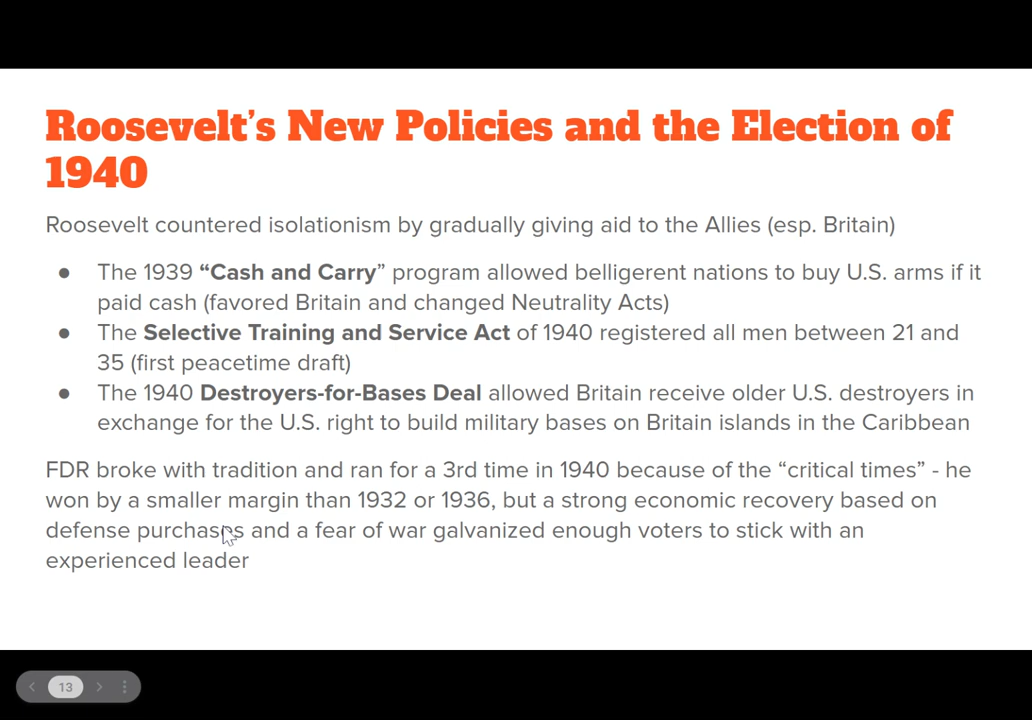 Roosevelt's New Policies and the Election of
1940
Roosevelt countered isolationism by gradually giving aid to the Allies (esp. Britain)
● The 1939 “Cash and Carry” program allowed belligerent nations to buy U.S. arms if it
paid cash (favored Britain and changed Neutrality Acts)
● The Selective Training and Service Act of 1940 registered all men between 21 and
35 (first peacetime draft)
● The 1940 Destroyers-for-Bases Deal allowed Britain receive older U.S. destroyers in
exchange for the U.S. right to build military bases on Britain islands in the Caribbean
FDR broke with tradition and ran for a 3rd time in 1940 because of the “critical times” - he
won by a smaller margin than 1932 or 1936, but a strong economic recovery based on
defense purchases and a fear of war galvanized enough voters to stick with an
experienced leader
13